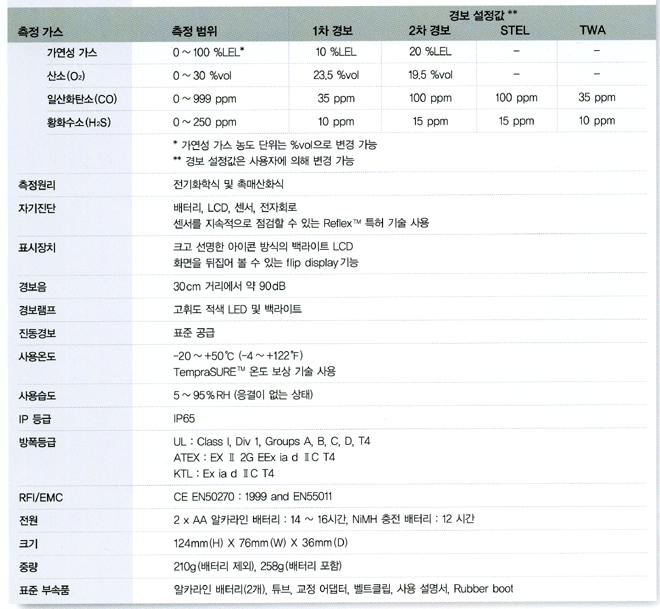 경보 설정값 **
측정 가스 측정 범위 1차 경보 2차 경보 STEL TWA
가연성 가스 0 ~ 100 %LEL* 10 %LEL 20 %LEL – –
산소(O₂) 0 ~ 30 %vol 23.5 %vol 19.5 %vol – –
일산화탄소(CO) 0 ~ 999 ppm 35 ppm 100 ppm 100 ppm 35 ppm
황화수소(H₂S) 0 ~ 250 ppm 10 ppm 15 ppm 15 ppm 10 ppm
* 가연성 가스 농도 단위는 %vol으로 변경 가능
** 경보 설정값은 사용자에 의해 변경 가능
측정원리 전기화학식 및 촉매산화식
자기진단 배터리, LCD, 센서, 전자회로
센서를 지속적으로 점검할 수 있는 Reflex™ 특허 기술 사용
표시장치 크고 선명한 아이콘 방식의 백라이트 LCD
화면을 뒤집어 볼 수 있는 flip display 기능
경보음 30cm 거리에서 약 90dB
경보램프 고휘도 적색 LED 및 백라이트
진동경보 표준 공급
사용온도 -20 ~ +50℃ (-4 ~ +122℉)
TempraSURE™ 온도 보상 기술 사용
사용습도 5 ~ 95% RH (응결이 없는 상태)
IP 등급 IP65
방폭등급 UL : Class I, Div 1, Groups A, B, C, D, T4
ATEX : EX Ⅱ 2G EEx ia d ⅡC T4
KTL : Ex ia d ⅡC T4
RFI/EMC CE EN50270 : 1999 and EN55011
전원 2 x AA 알카라인 배터리 : 14 ~ 16시간, NiMH 충전 배터리 : 12 시간
크기 124mm(H) X 76mm(W) X 36mm(D)
중량 210g(배터리 제외), 258g(배터리 포함)
표준 부속품 알카라인 배터리(2개), 튜브, 교정 어댑터, 벨트클립, 사용 설명서, Rubber boot